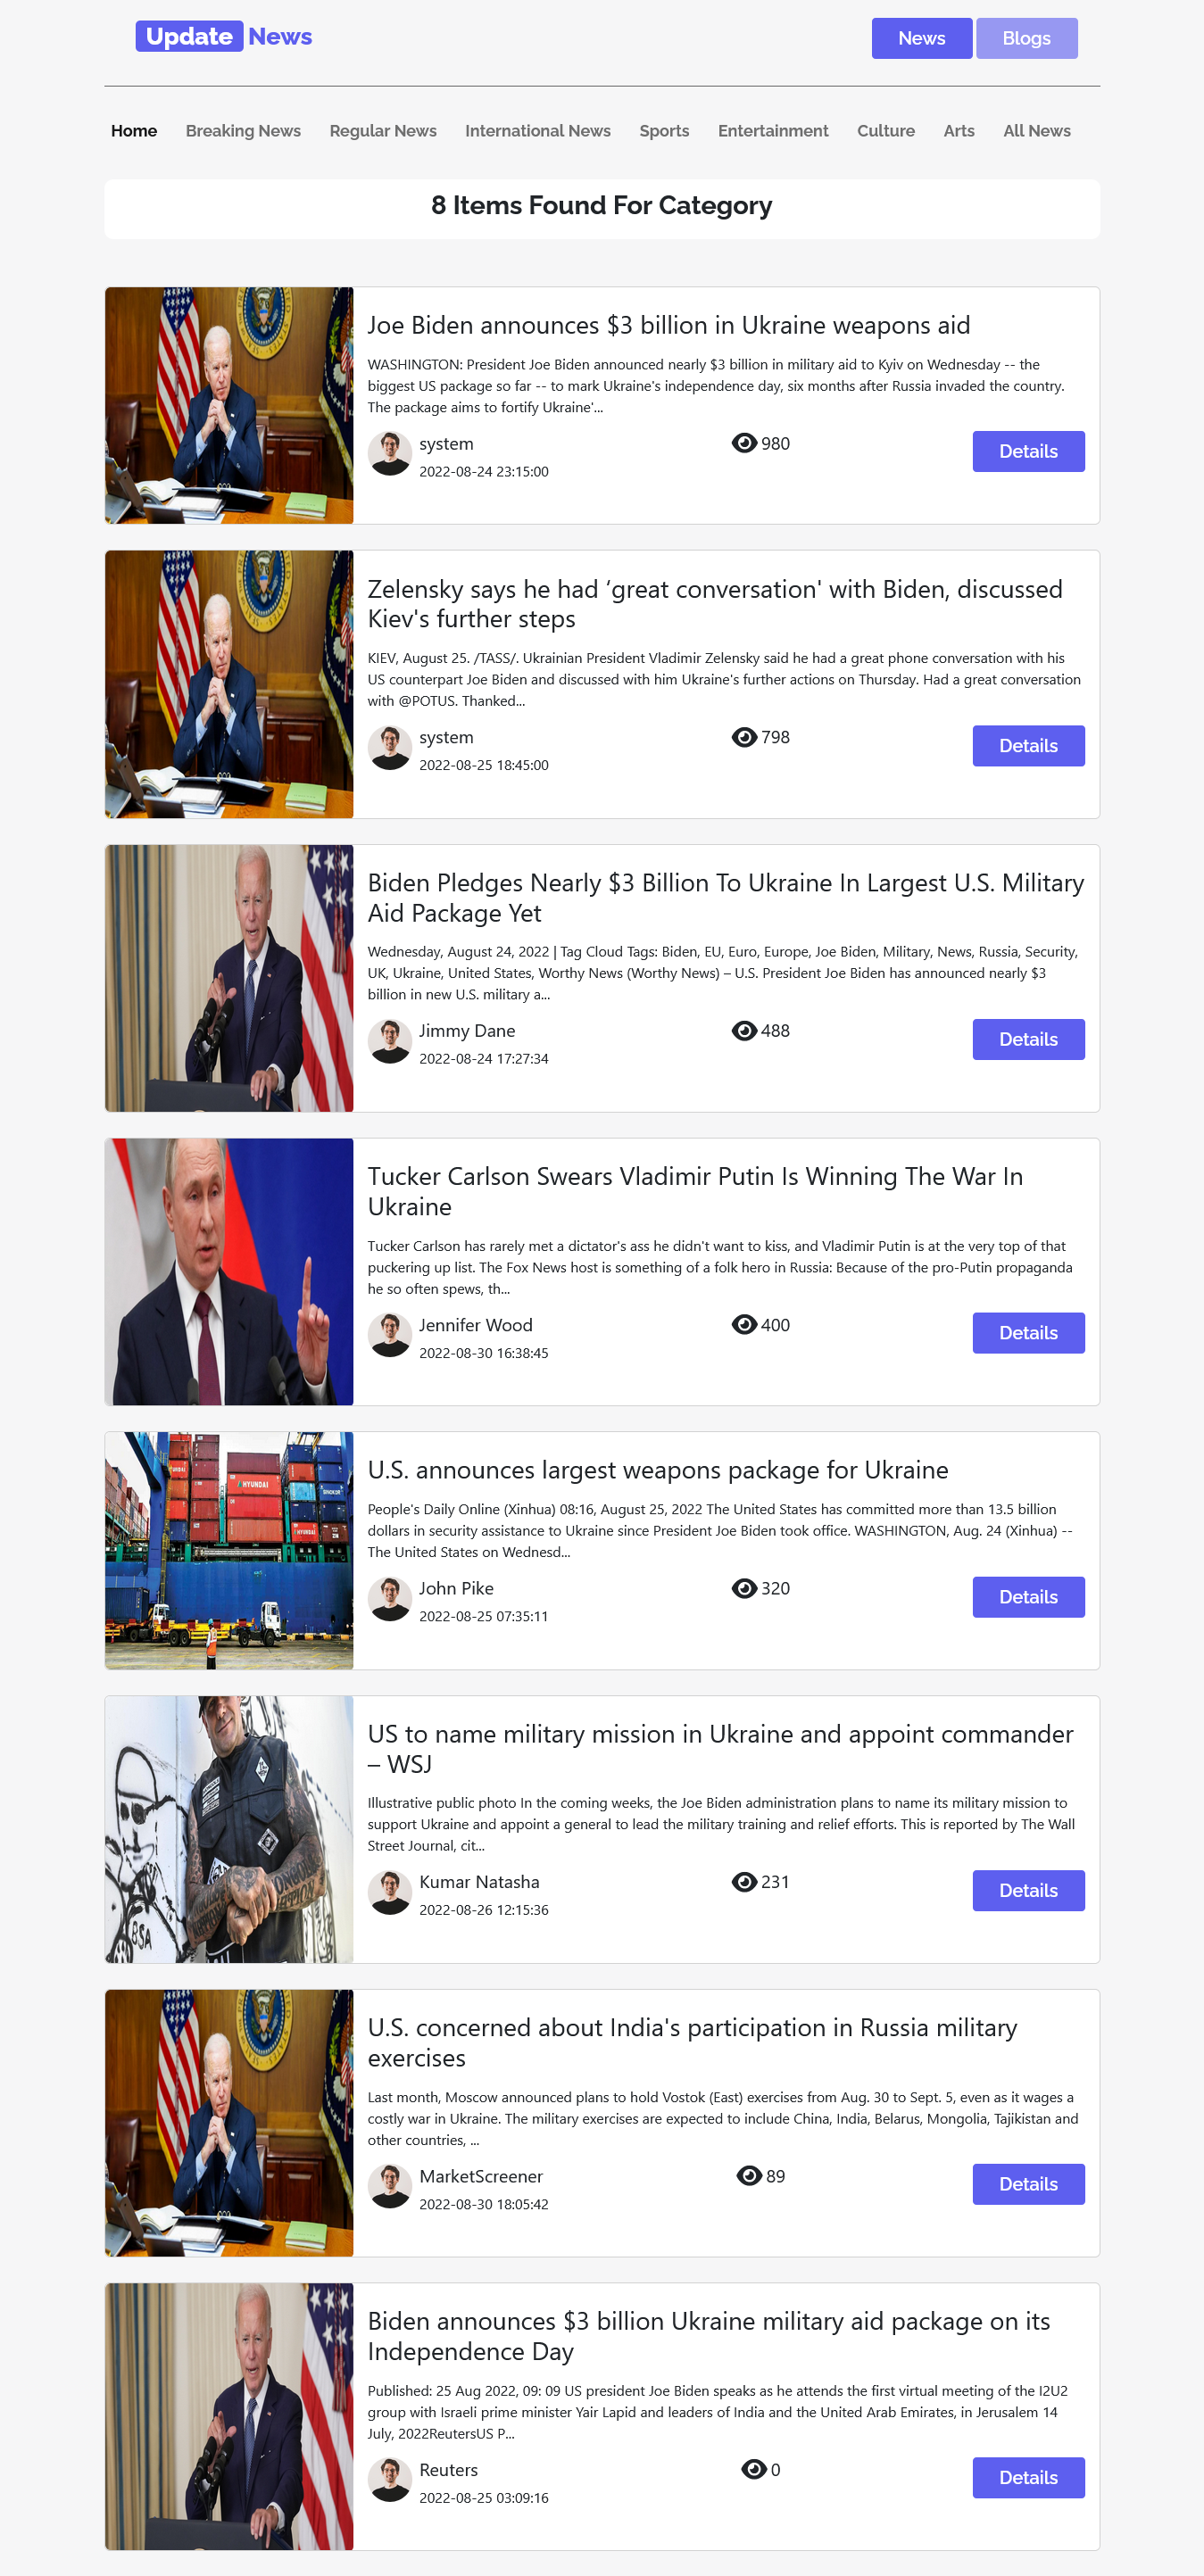 Update News
News
Blogs
Home
Breaking News
Regular News
International News
Sports
Entertainment
Culture
Arts
All News
8 Items Found For Category
Joe Biden announces $3 billion in Ukraine weapons aid
WASHINGTON: President Joe Biden announced nearly $3 billion in military aid to Kyiv on Wednesday -- the
biggest US package so far -- to mark Ukraine's independence day, six months after Russia invaded the country.
The package aims to fortify Ukraine'...
system
2022-08-24 23:15:00
980
Details
Zelensky says he had ‘great conversation' with Biden, discussed
Kiev's further steps
KIEV, August 25. /TASS/. Ukrainian President Vladimir Zelensky said he had a great phone conversation with his
US counterpart Joe Biden and discussed with him Ukraine's further actions on Thursday. Had a great conversation
with @POTUS. Thanked...
system
2022-08-25 18:45:00
798
Details
Biden Pledges Nearly $3 Billion To Ukraine In Largest U.S. Military
Aid Package Yet
Wednesday, August 24, 2022 | Tag Cloud Tags: Biden, EU, Euro, Europe, Joe Biden, Military, News, Russia, Security,
UK, Ukraine, United States, Worthy News (Worthy News) – U.S. President Joe Biden has announced nearly $3
billion in new U.S. military a...
Jimmy Dane
2022-08-24 17:27:34
488
Details
Tucker Carlson Swears Vladimir Putin Is Winning The War In
Ukraine
Tucker Carlson has rarely met a dictator's ass he didn't want to kiss, and Vladimir Putin is at the very top of that
puckering up list. The Fox News host is something of a folk hero in Russia: Because of the pro-Putin propaganda
he so often spews, th...
Jennifer Wood
2022-08-30 16:38:45
400
Details
HYUNDAI
HYUNDAI
HYUNDAI
U.S. announces largest weapons package for Ukraine
People's Daily Online (Xinhua) 08:16, August 25, 2022 The United States has committed more than 13.5 billion
dollars in security assistance to Ukraine since President Joe Biden took office. WASHINGTON, Aug. 24 (Xinhua) --
The United States on Wednesd...
John Pike
2022-08-25 07:35:11
320
Details
BSA
US to name military mission in Ukraine and appoint commander
– WSJ
Illustrative public photo In the coming weeks, the Joe Biden administration plans to name its military mission to
support Ukraine and appoint a general to lead the military training and relief efforts. This is reported by The Wall
Street Journal, cit...
Kumar Natasha
2022-08-26 12:15:36
231
Details
U.S. concerned about India's participation in Russia military
exercises
Last month, Moscow announced plans to hold Vostok (East) exercises from Aug. 30 to Sept. 5, even as it wages a
costly war in Ukraine. The military exercises are expected to include China, India, Belarus, Mongolia, Tajikistan and
other countries, ...
MarketScreener
2022-08-30 18:05:42
89
Details
Biden announces $3 billion Ukraine military aid package on its
Independence Day
Published: 25 Aug 2022, 09: 09 US president Joe Biden speaks as he attends the first virtual meeting of the I2U2
group with Israeli prime minister Yair Lapid and leaders of India and the United Arab Emirates, in Jerusalem 14
July, 2022ReutersUS P...
Reuters
2022-08-25 03:09:16
0
Details